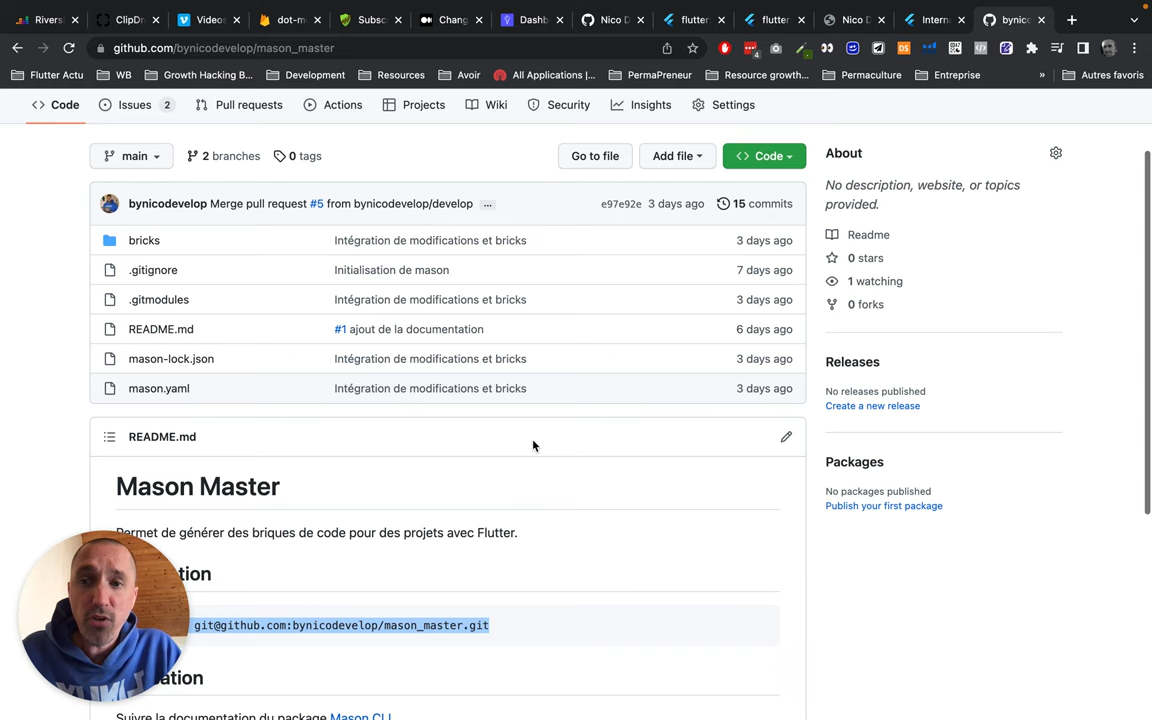 Riversi
ClipDr
Videos
dot-m
Subsc
Chang
Dashb
Nico D
flutter
flutter
Nico D
Interna
bynico
github.com/bynicodevelop/mason_master
Flutter Actu
WB
Growth Hacking B...
Development
Resources
Avoir
All Applications |...
PermaPreneur
Resource growth...
Permaculture
Entreprise
»
Autres favoris
Code
Issues 2
Pull requests
Actions
Projects
Wiki
Security
Insights
Settings
main
2 branches
0 tags
Go to file
Add file
Code
bynicodevelop Merge pull request #5 from bynicodevelop/develop ... e97e92e 3 days ago 15 commits
bricks Intégration de modifications et bricks 3 days ago
.gitignore Initialisation de mason 7 days ago
.gitmodules Intégration de modifications et bricks 3 days ago
README.md #1 ajout de la documentation 6 days ago
mason-lock.json Intégration de modifications et bricks 3 days ago
mason.yaml Intégration de modifications et bricks 3 days ago
README.md
Mason Master
Permet de générer des briques de code pour des projets avec Flutter.
tion
git@github.com:bynicodevelop/mason_master.git
ation
Suivre la documentation du package Mason CLI
About
No description, website, or topics
provided.
Readme
0 stars
1 watching
0 forks
Releases
No releases published
Create a new release
Packages
No packages published
Publish your first package